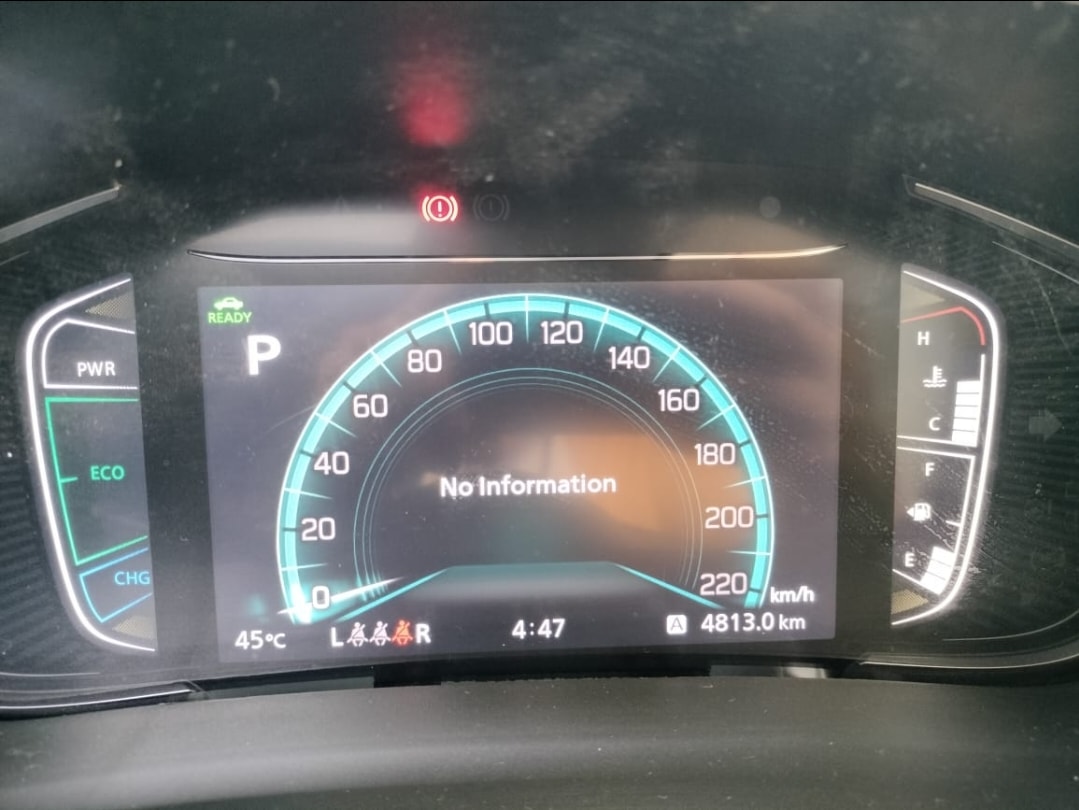 READY
P
PWR
ECO
CHG
0
20
40
60
80
100
120
140
160
180
200
220
km/h
No Information
H
C
F
E
45°C
L R
4:47
A 4813.0 km